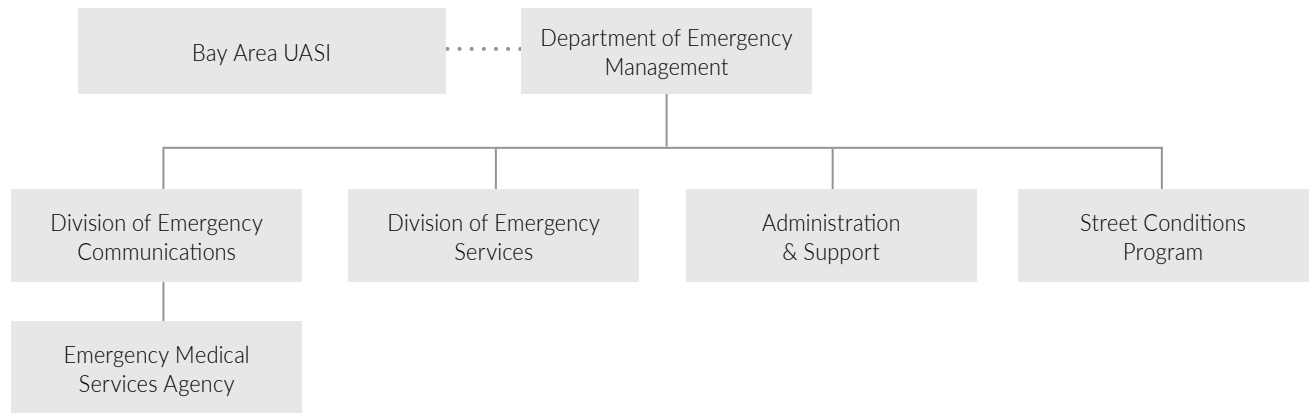 Bay Area UASI
Department of Emergency
Management
Division of Emergency
Communications
Division of Emergency
Services
Administration
& Support
Street Conditions
Program
Emergency Medical
Services Agency